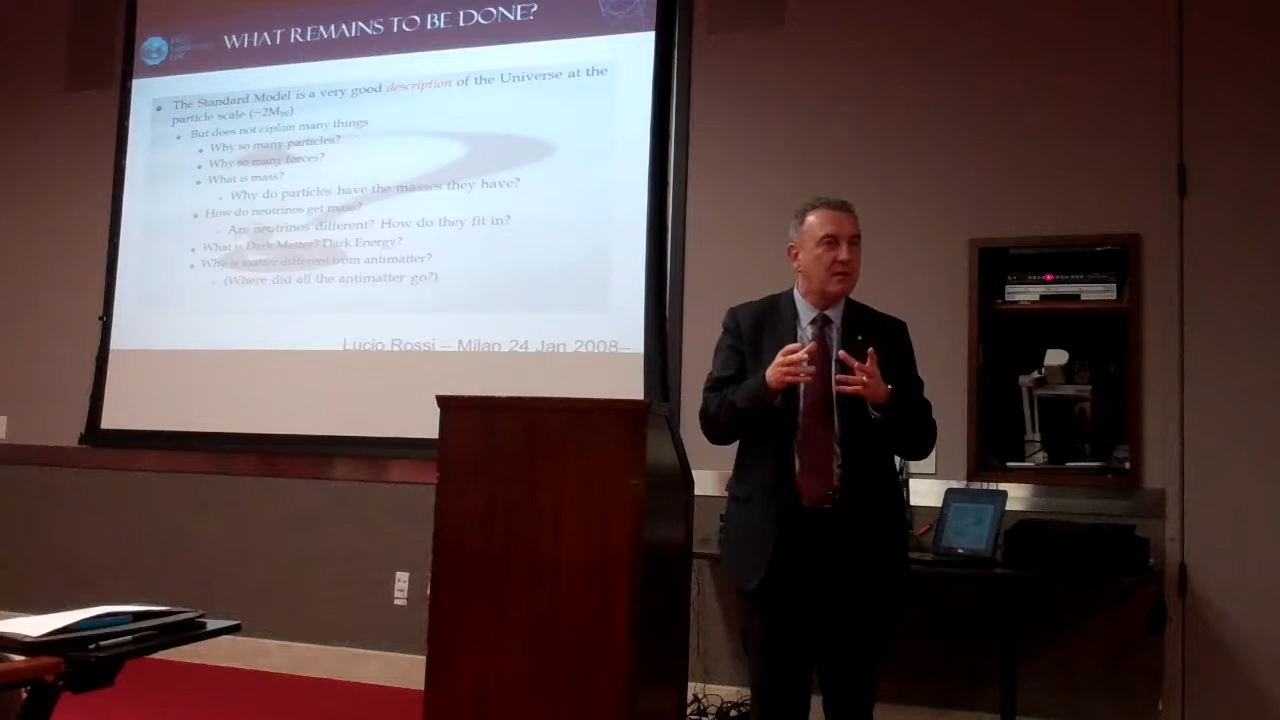 WHAT REMAINS TO BE DONE?
The Standard Model is a very good description of the Universe at the
particle scale (~2Mw)
But does not explain many things
Why so many particles?
Why so many forces?
What is mass?
Why do particles have the masses they have?
How do neutrinos get mass?
Are neutrinos different? How do they fit in?
What is Dark Matter? Dark Energy?
Why is matter different from antimatter?
(Where did all the antimatter go?)
Lucio Rossi – Milan 24 Jan 2008–